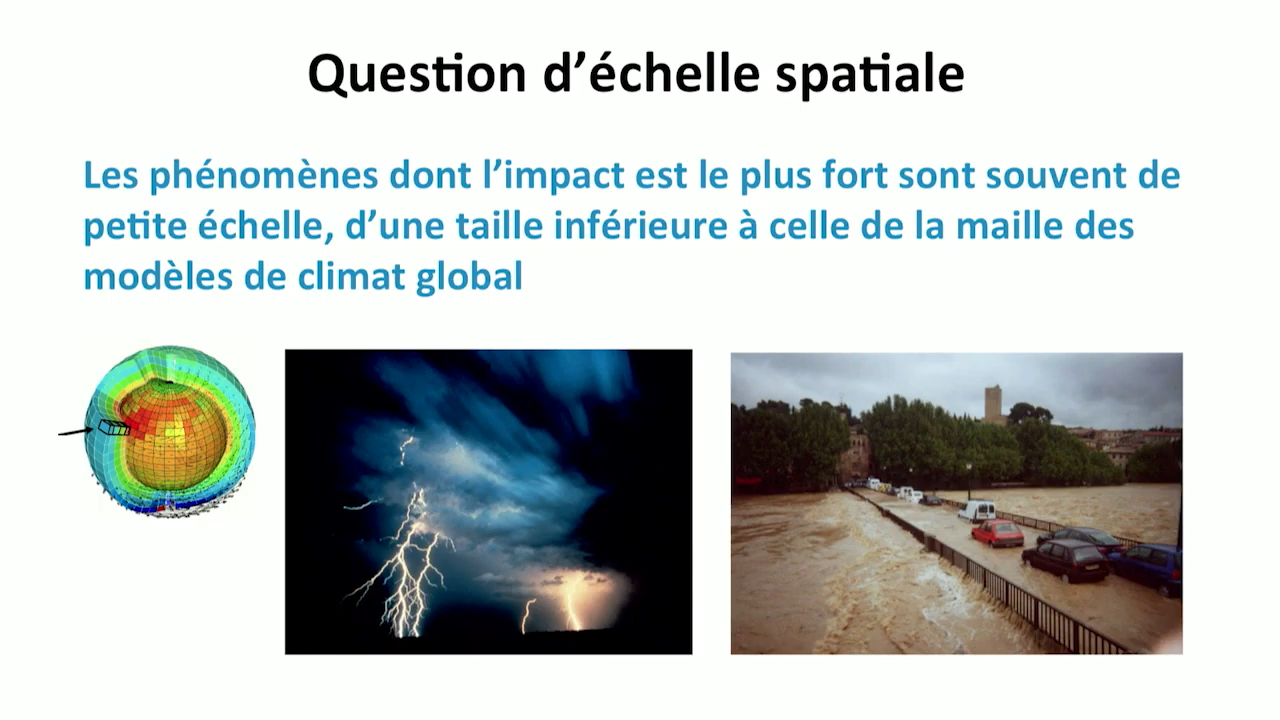 Question d’échelle spatiale
Les phénomènes dont l’impact est le plus fort sont souvent de
petite échelle, d’une taille inférieure à celle de la maille des
modèles de climat global